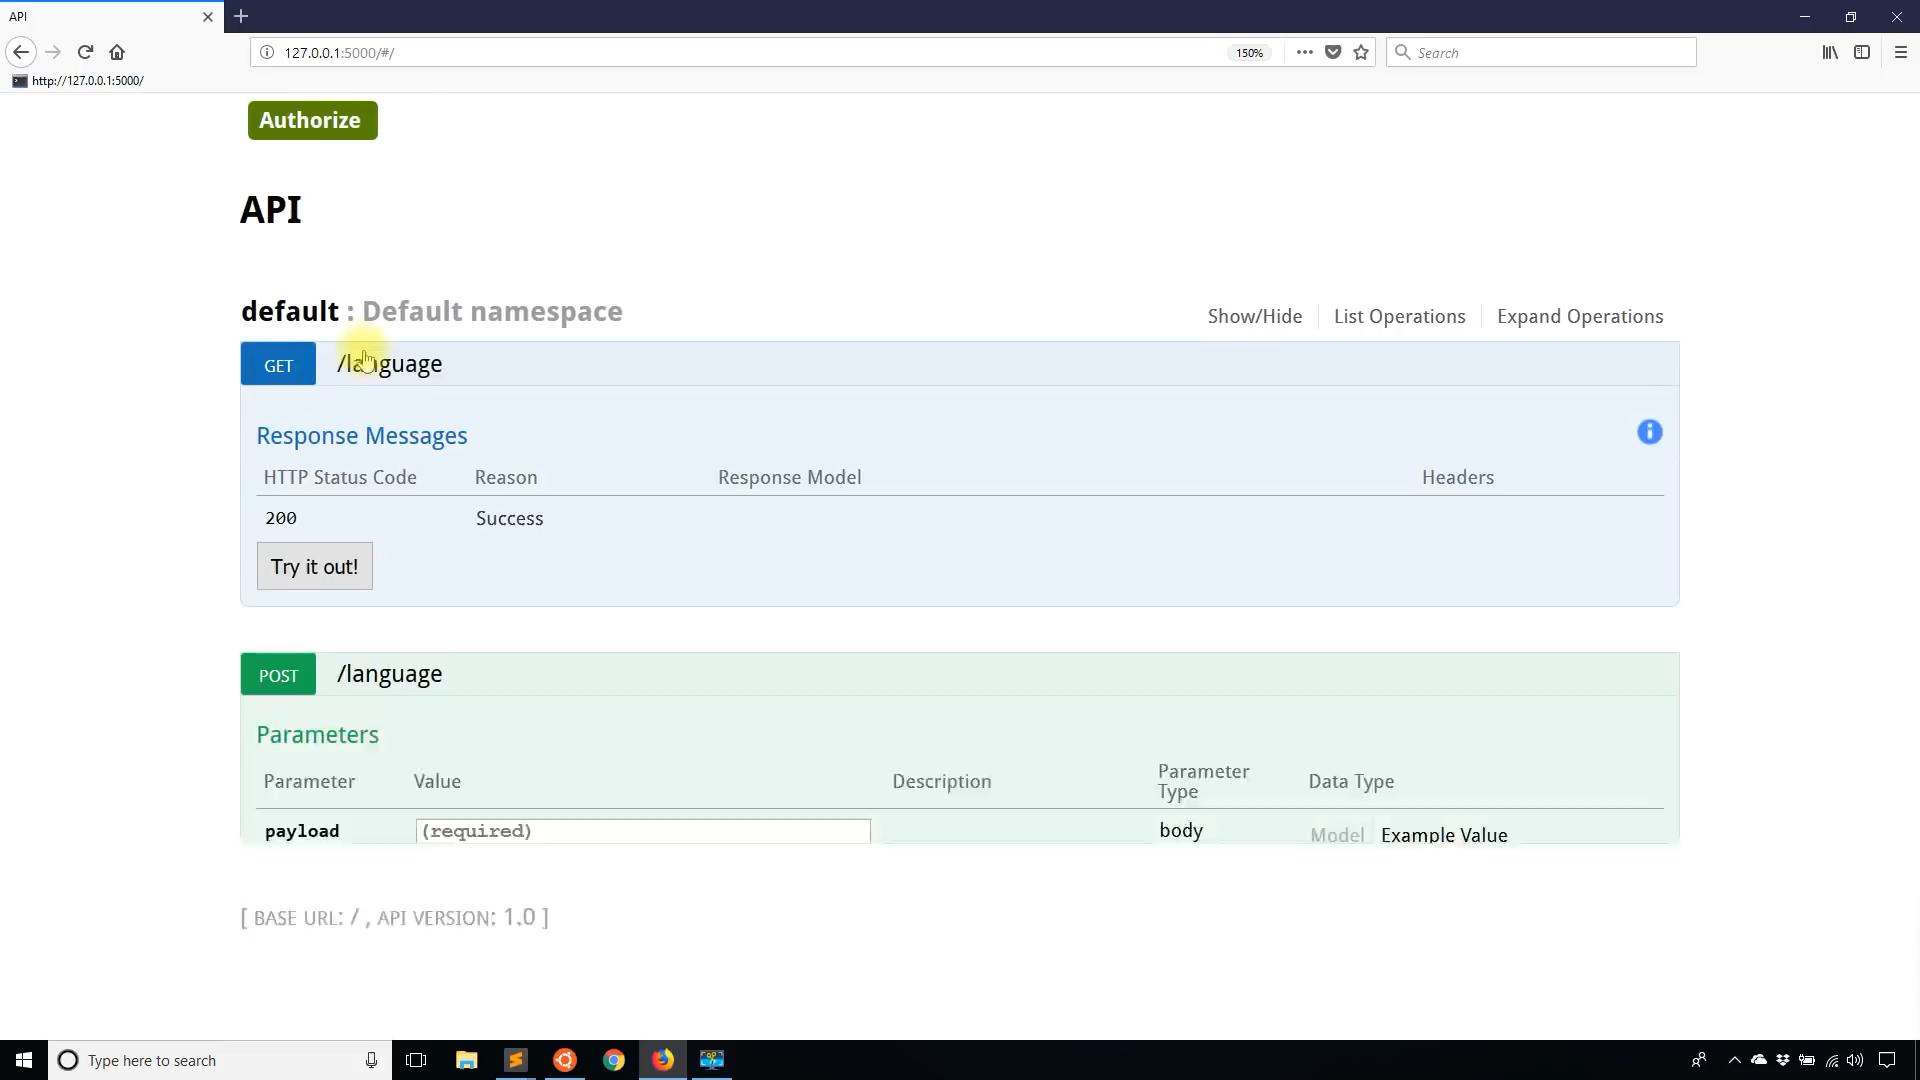 API
127.0.0.1:5000/#/
150%
Search
http://127.0.0.1:5000/
Authorize
API
default : Default namespace
Show/Hide
List Operations
Expand Operations
GET
/language
Response Messages
HTTP Status Code
Reason
Response Model
Headers
200
Success
Try it out!
POST
/language
Parameters
Parameter
Value
Description
Parameter
Type
Data Type
payload
(required)
body
Model
Example Value
[ BASE URL: / , API VERSION: 1.0 ]
Type here to search